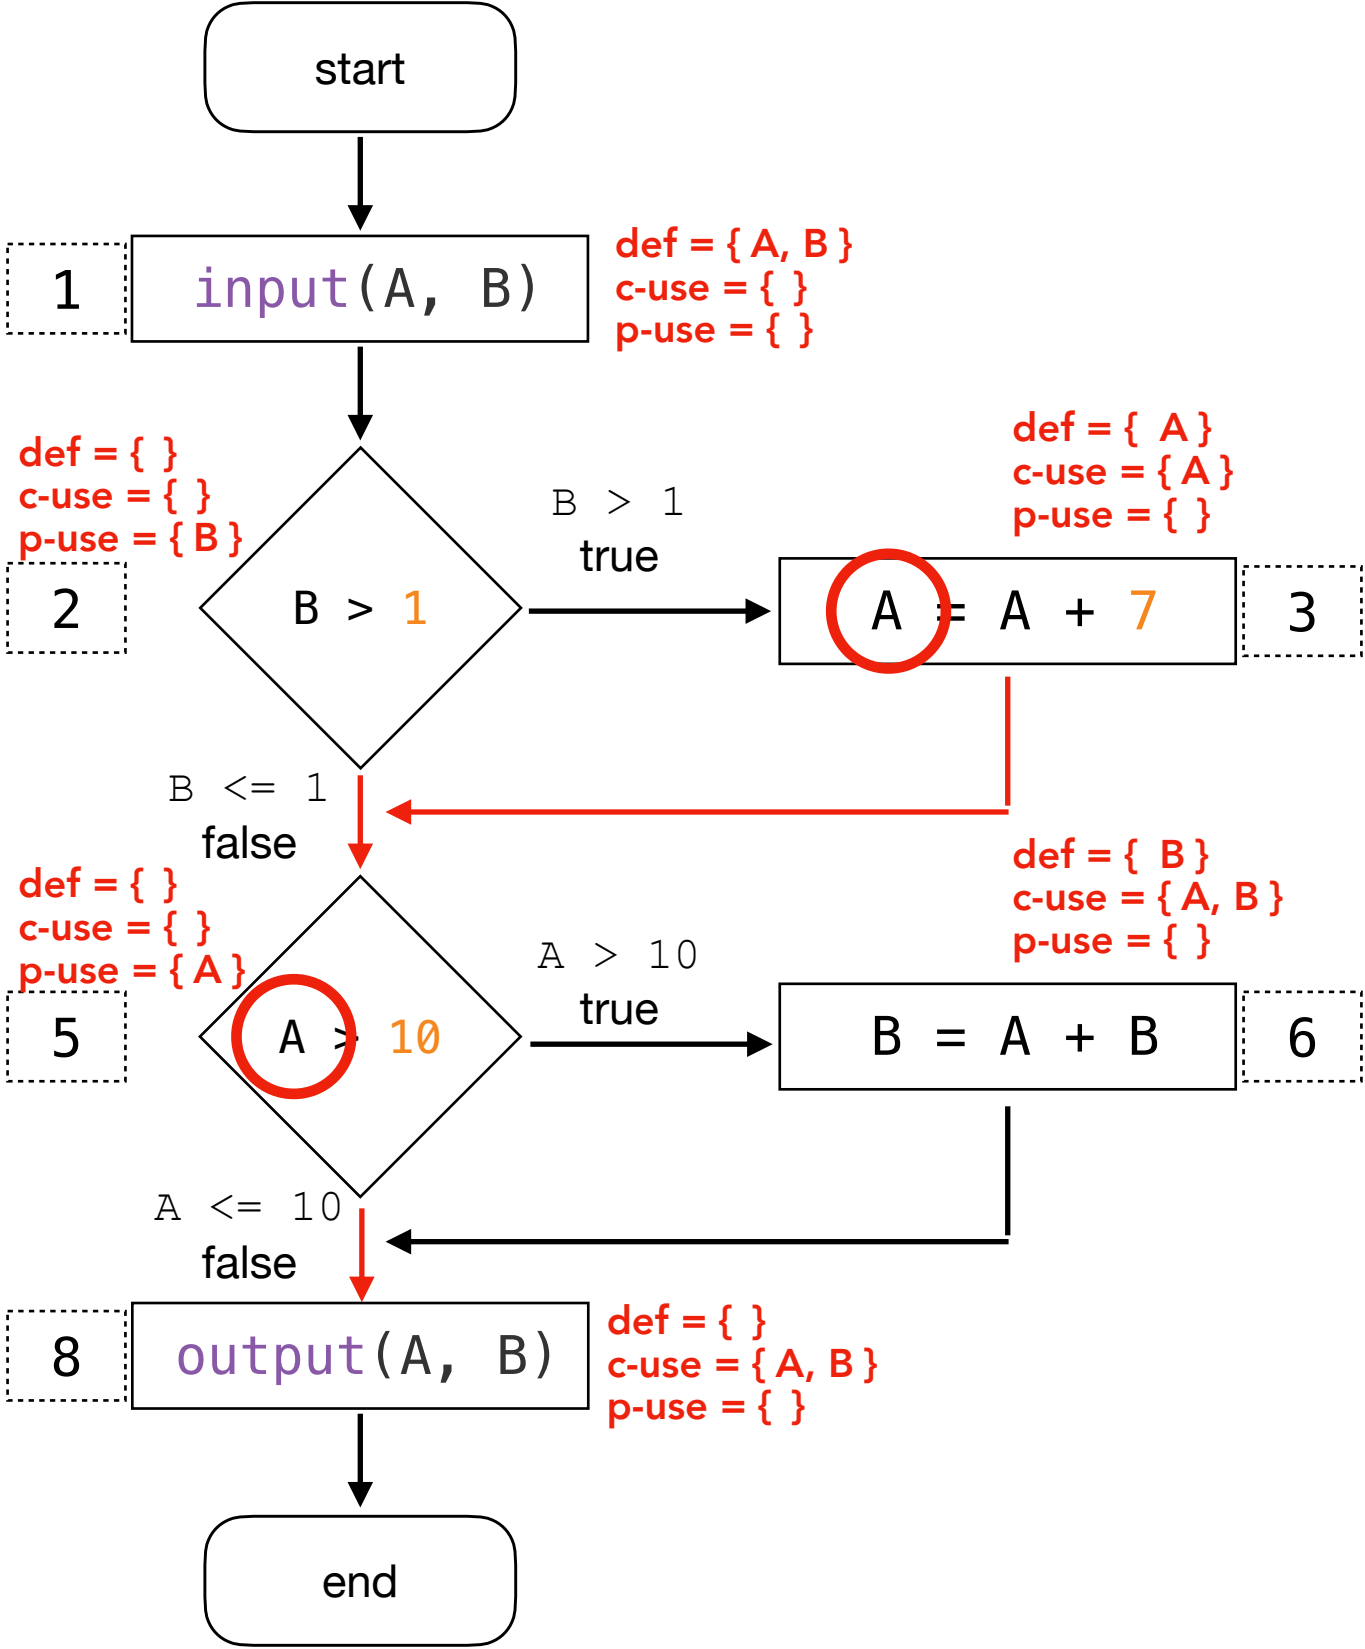 start
1
input(A, B)
def = { A, B }
c-use = { }
p-use = { }
def = { }
c-use = { }
p-use = { B }
2
B > 1
B > 1
true
def = { A }
c-use = { A }
p-use = { }
A = A + 7
3
B <= 1
false
def = { }
c-use = { }
p-use = { A }
5
A > 10
A > 10
true
def = { B }
c-use = { A, B }
p-use = { }
B = A + B
6
A <= 10
false
8
output(A, B)
def = { }
c-use = { A, B }
p-use = { }
end